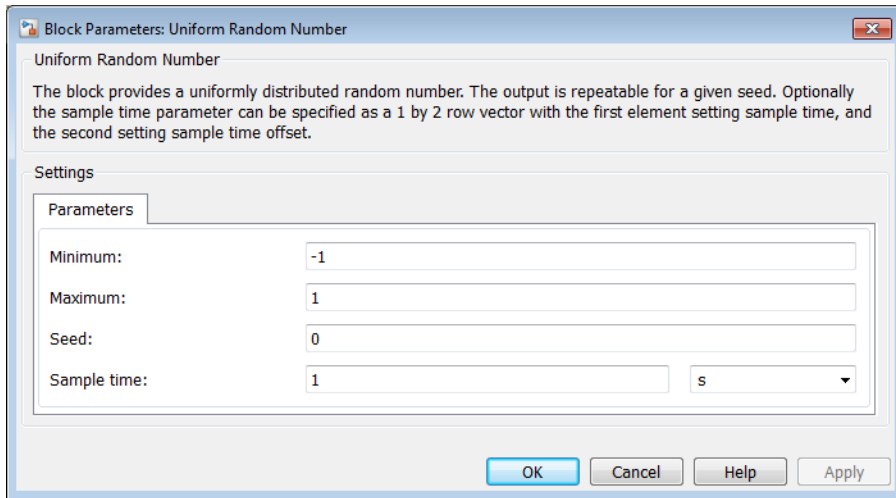 Block Parameters: Uniform Random Number
Uniform Random Number
The block provides a uniformly distributed random number. The output is repeatable for a given seed. Optionally
the sample time parameter can be specified as a 1 by 2 row vector with the first element setting sample time, and
the second setting sample time offset.
Settings
Parameters
Minimum: -1
Maximum: 1
Seed: 0
Sample time: 1 s
OK Cancel Help Apply